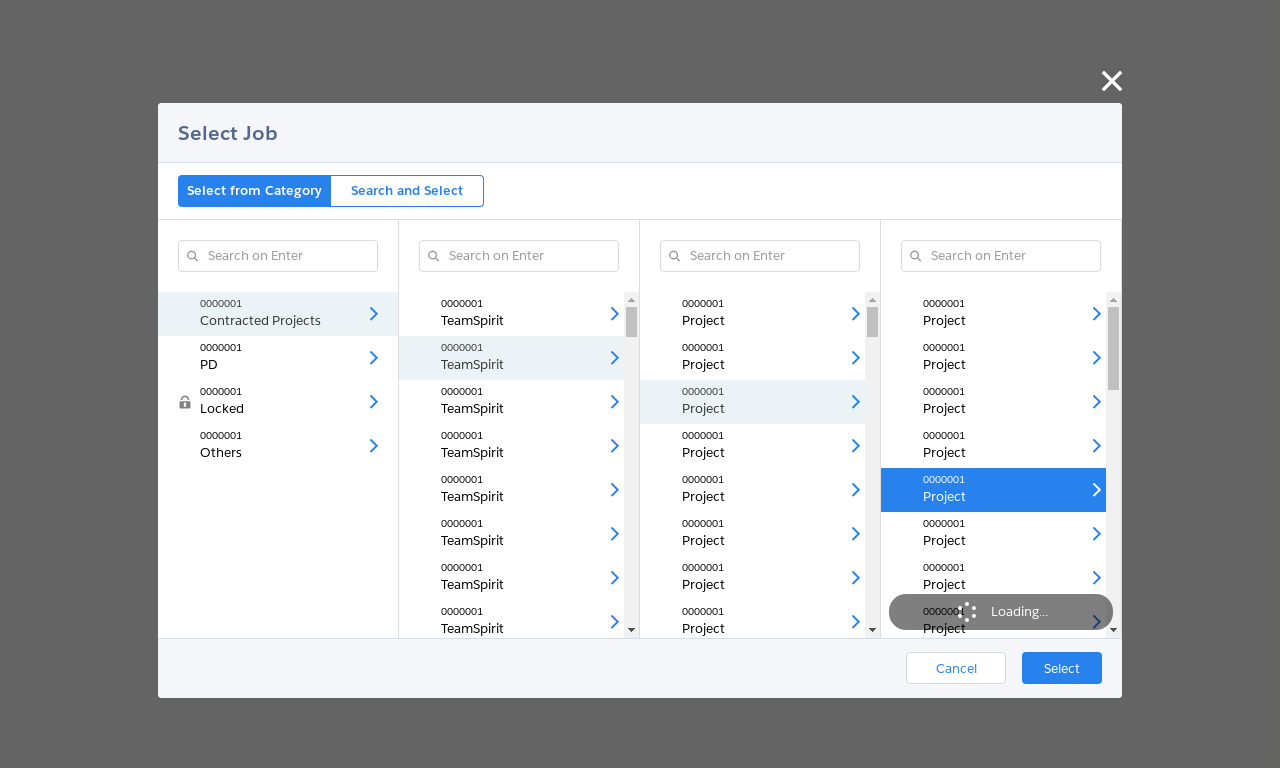 Select Job
Select from Category
Search and Select
Search on Enter
0000001
Contracted Projects
0000001
PD
0000001
Locked
0000001
Others
Search on Enter
0000001
TeamSpirit
0000001
TeamSpirit
0000001
TeamSpirit
0000001
TeamSpirit
0000001
TeamSpirit
0000001
TeamSpirit
0000001
TeamSpirit
0000001
TeamSpirit
Search on Enter
0000001
Project
0000001
Project
0000001
Project
0000001
Project
0000001
Project
0000001
Project
0000001
Project
0000001
Project
Search on Enter
0000001
Project
0000001
Project
0000001
Project
0000001
Project
0000001
Project
0000001
Project
0000001
Project
0000001
Project
Loading...
Cancel
Select